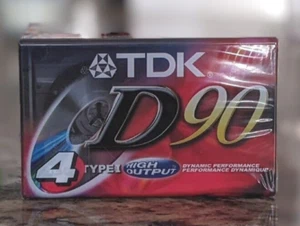 TDK
D90
4 TYPE I HIGH OUTPUT DYNAMIC PERFORMANCE
PERFORMANCE DYNAMIQUE